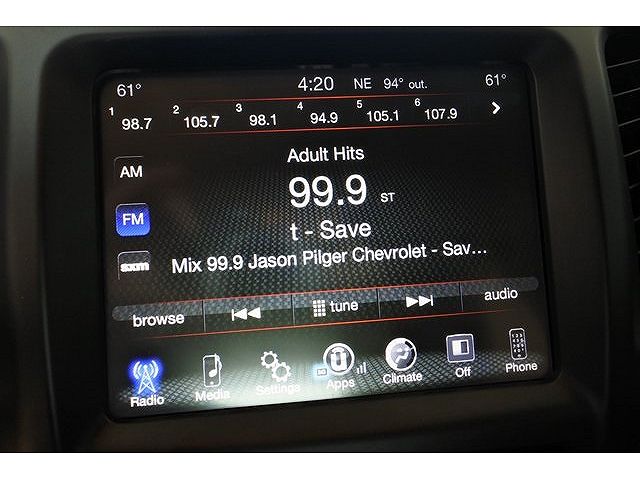 61° 4:20 NE 94° out. 61°
1 98.7 2 105.7 3 98.1 4 94.9 5 105.1 6 107.9
Adult Hits
AM
99.9 ST
FM
t - Save
sxm
Mix 99.9 Jason Pilger Chevrolet - Sav...
browse tune audio
Radio Media Settings Apps Climate Off Phone